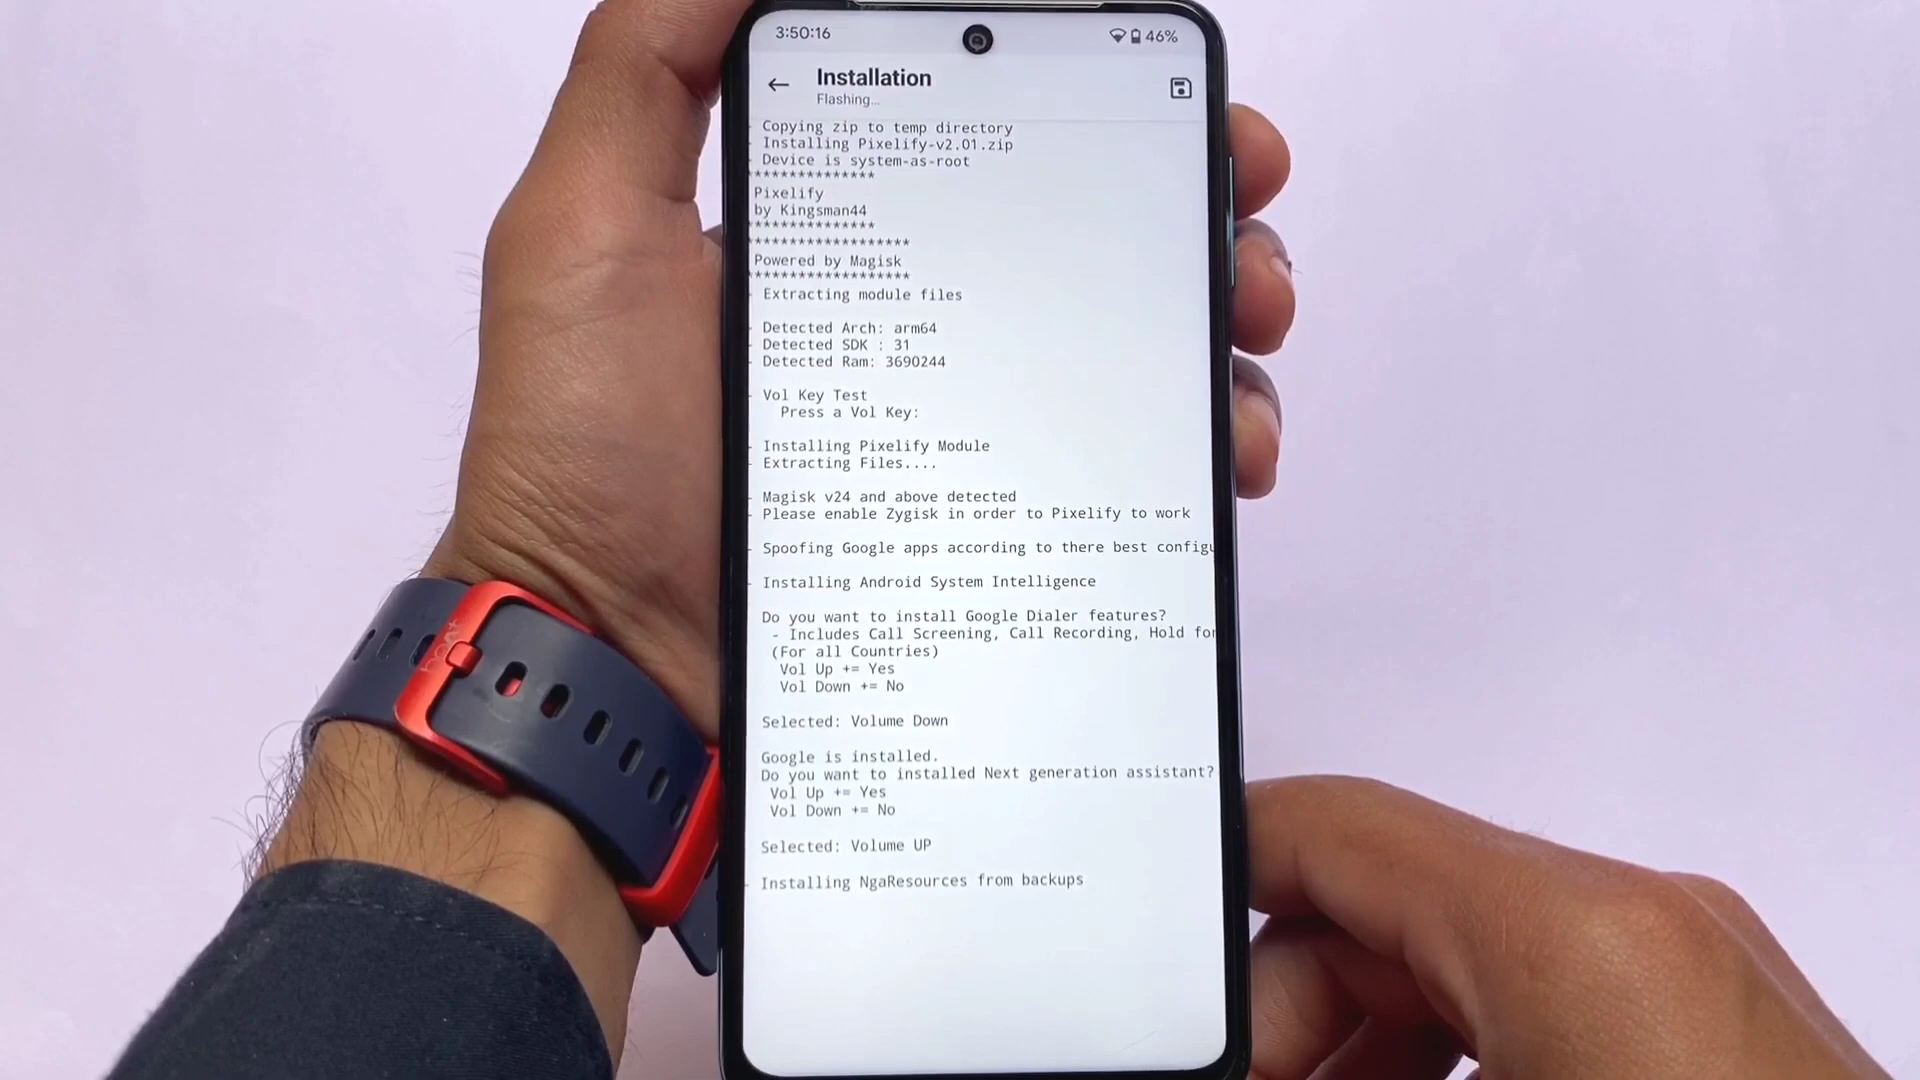 3:50:16
46%
Installation
Flashing...
- Copying zip to temp directory
- Installing Pixelify-v2.01.zip
- Device is system-as-root
**************
Pixelify
by Kingsman44
**************
******************
Powered by Magisk
******************
- Extracting module files
- Detected Arch: arm64
- Detected SDK : 31
- Detected Ram: 3690244
- Vol Key Test
Press a Vol Key:
- Installing Pixelify Module
- Extracting Files....
- Magisk v24 and above detected
- Please enable Zygisk in order to Pixelify to work
- Spoofing Google apps according to there best configu
- Installing Android System Intelligence
Do you want to install Google Dialer features?
- Includes Call Screening, Call Recording, Hold for
(For all Countries)
Vol Up += Yes
Vol Down += No
Selected: Volume Down
Google is installed.
Do you want to installed Next generation assistant?
Vol Up += Yes
Vol Down += No
Selected: Volume UP
- Installing NgaResources from backups
boAt